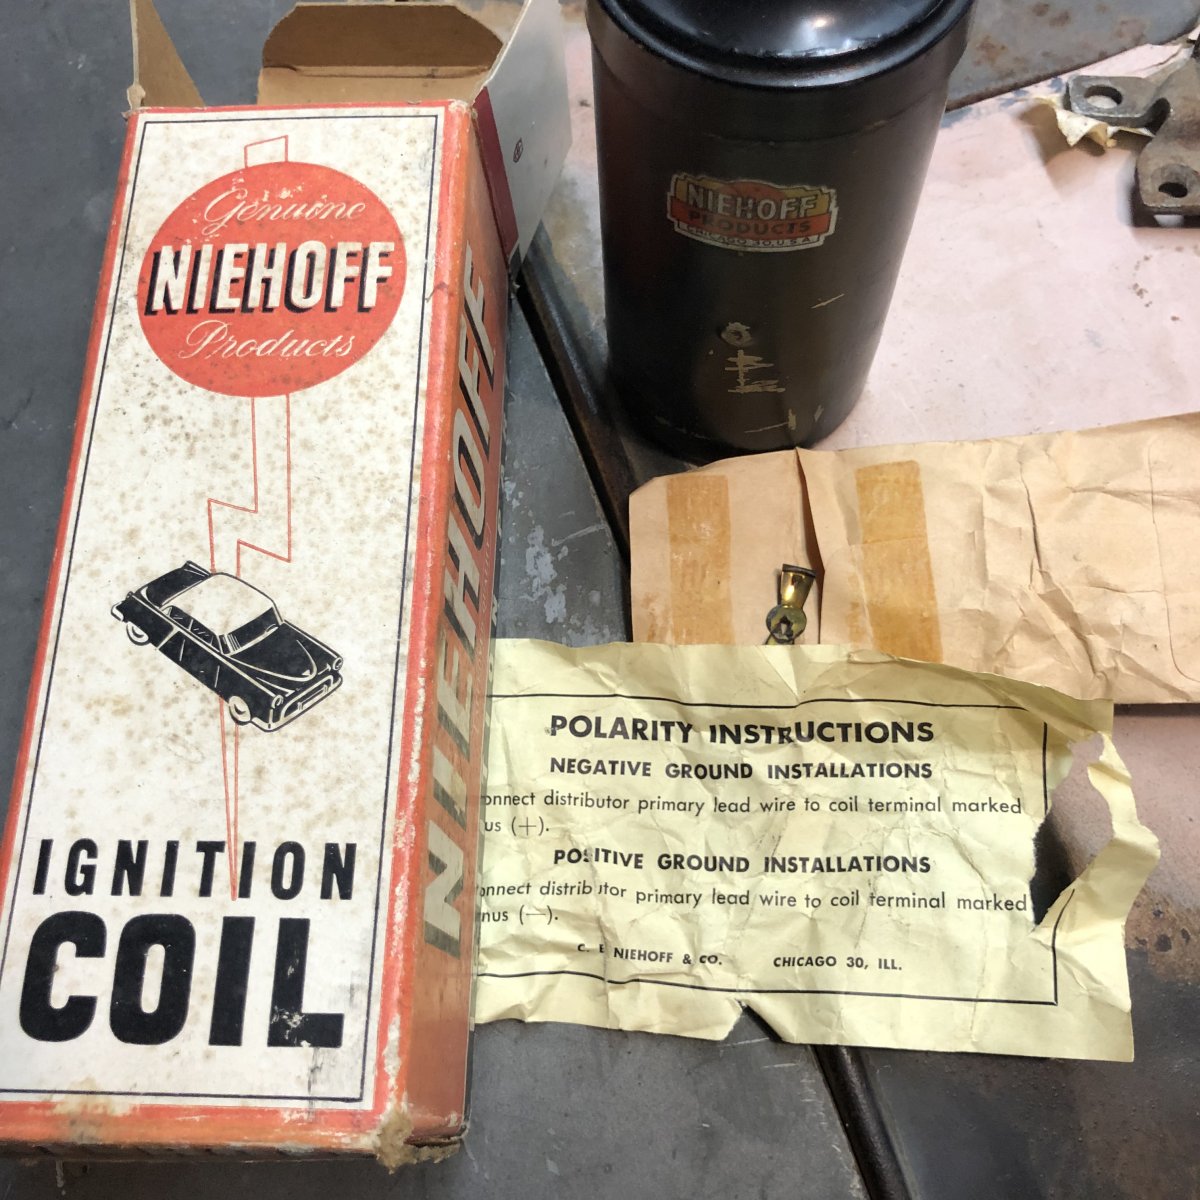 Genuine
NIEHOFF
Products
IGNITION
COIL
NIEHOFF
NIEHOFF
PRODUCTS
CHICAGO 30, U.S.A
POLARITY INSTRUCTIONS
NEGATIVE GROUND INSTALLATIONS
onnect distributor primary lead wire to coil terminal marked
us (+).
POSITIVE GROUND INSTALLATIONS
onnect distributor primary lead wire to coil terminal marked
nus (—).
C. E NIEHOFF & CO. CHICAGO 30, ILL.